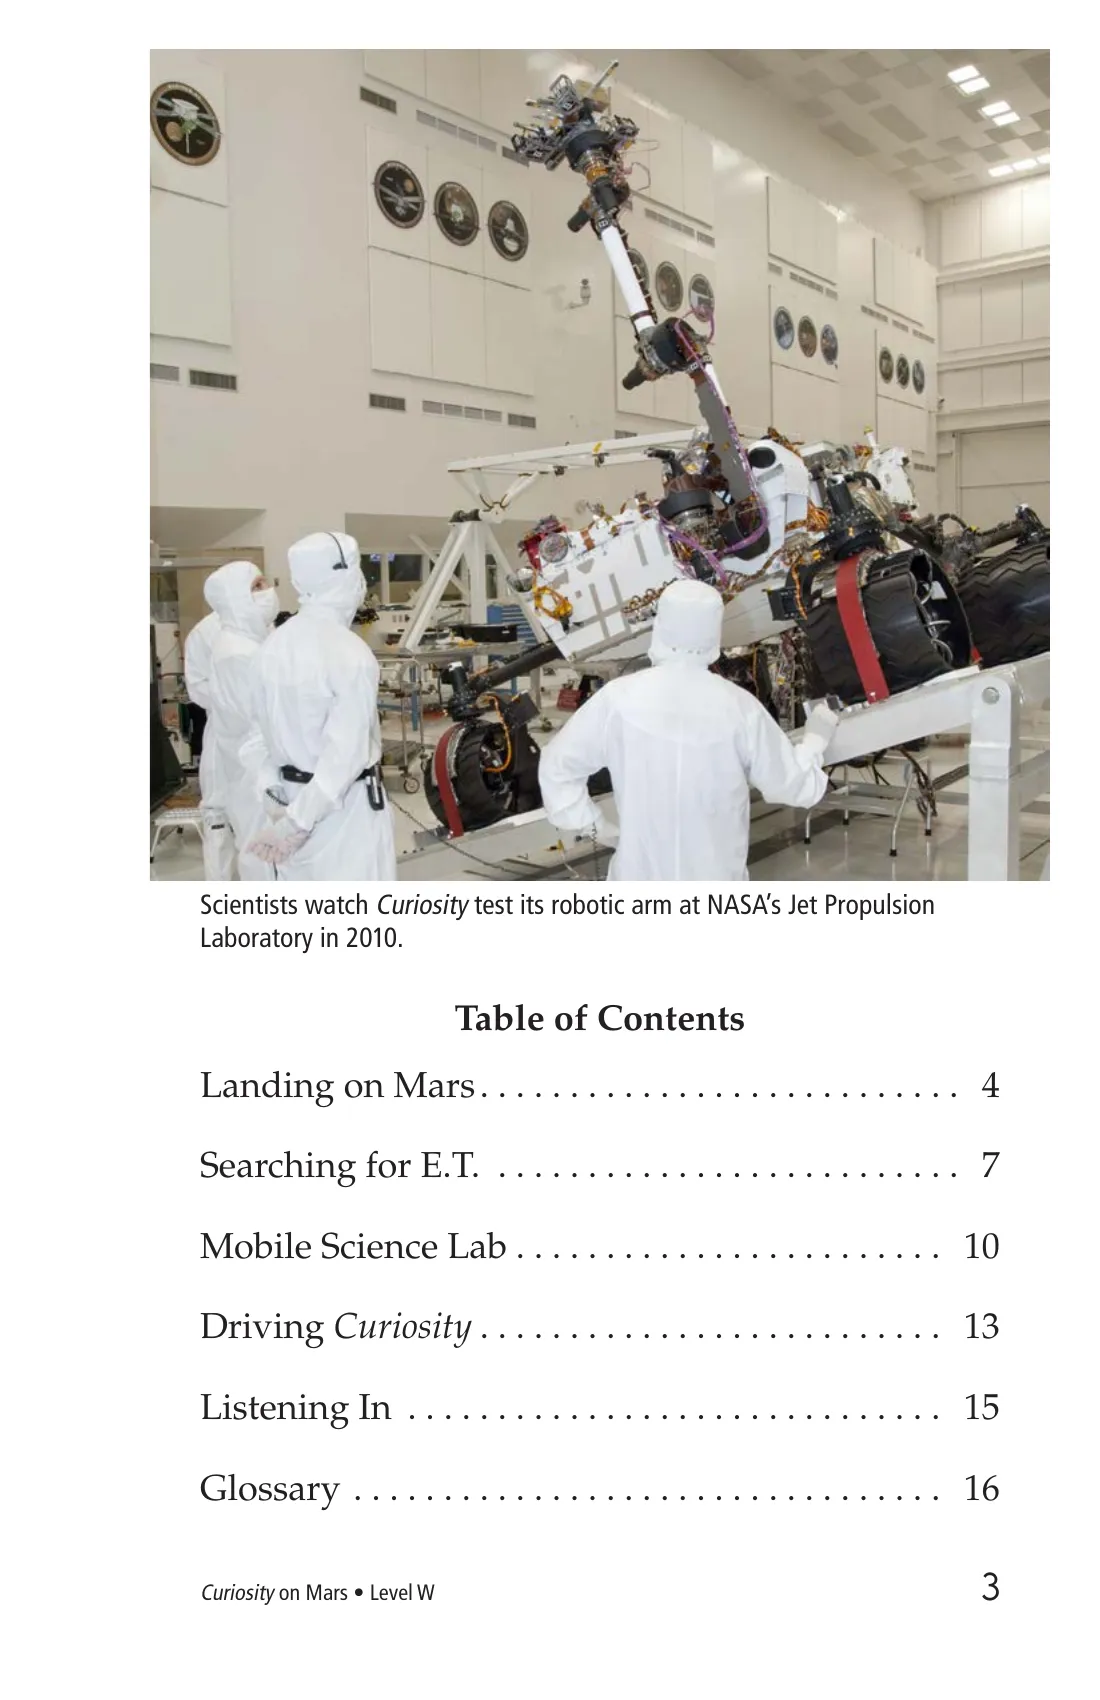 Scientists watch Curiosity test its robotic arm at NASA’s Jet Propulsion
Laboratory in 2010.
Table of Contents
Landing on Mars . . . . . . . . . . . . . . . . . . . . . . . . . . . 4
Searching for E.T. . . . . . . . . . . . . . . . . . . . . . . . . . . 7
Mobile Science Lab . . . . . . . . . . . . . . . . . . . . . . . . 10
Driving Curiosity . . . . . . . . . . . . . . . . . . . . . . . . . . 13
Listening In . . . . . . . . . . . . . . . . . . . . . . . . . . . . . . 15
Glossary . . . . . . . . . . . . . . . . . . . . . . . . . . . . . . . . . 16
Curiosity on Mars • Level W 3